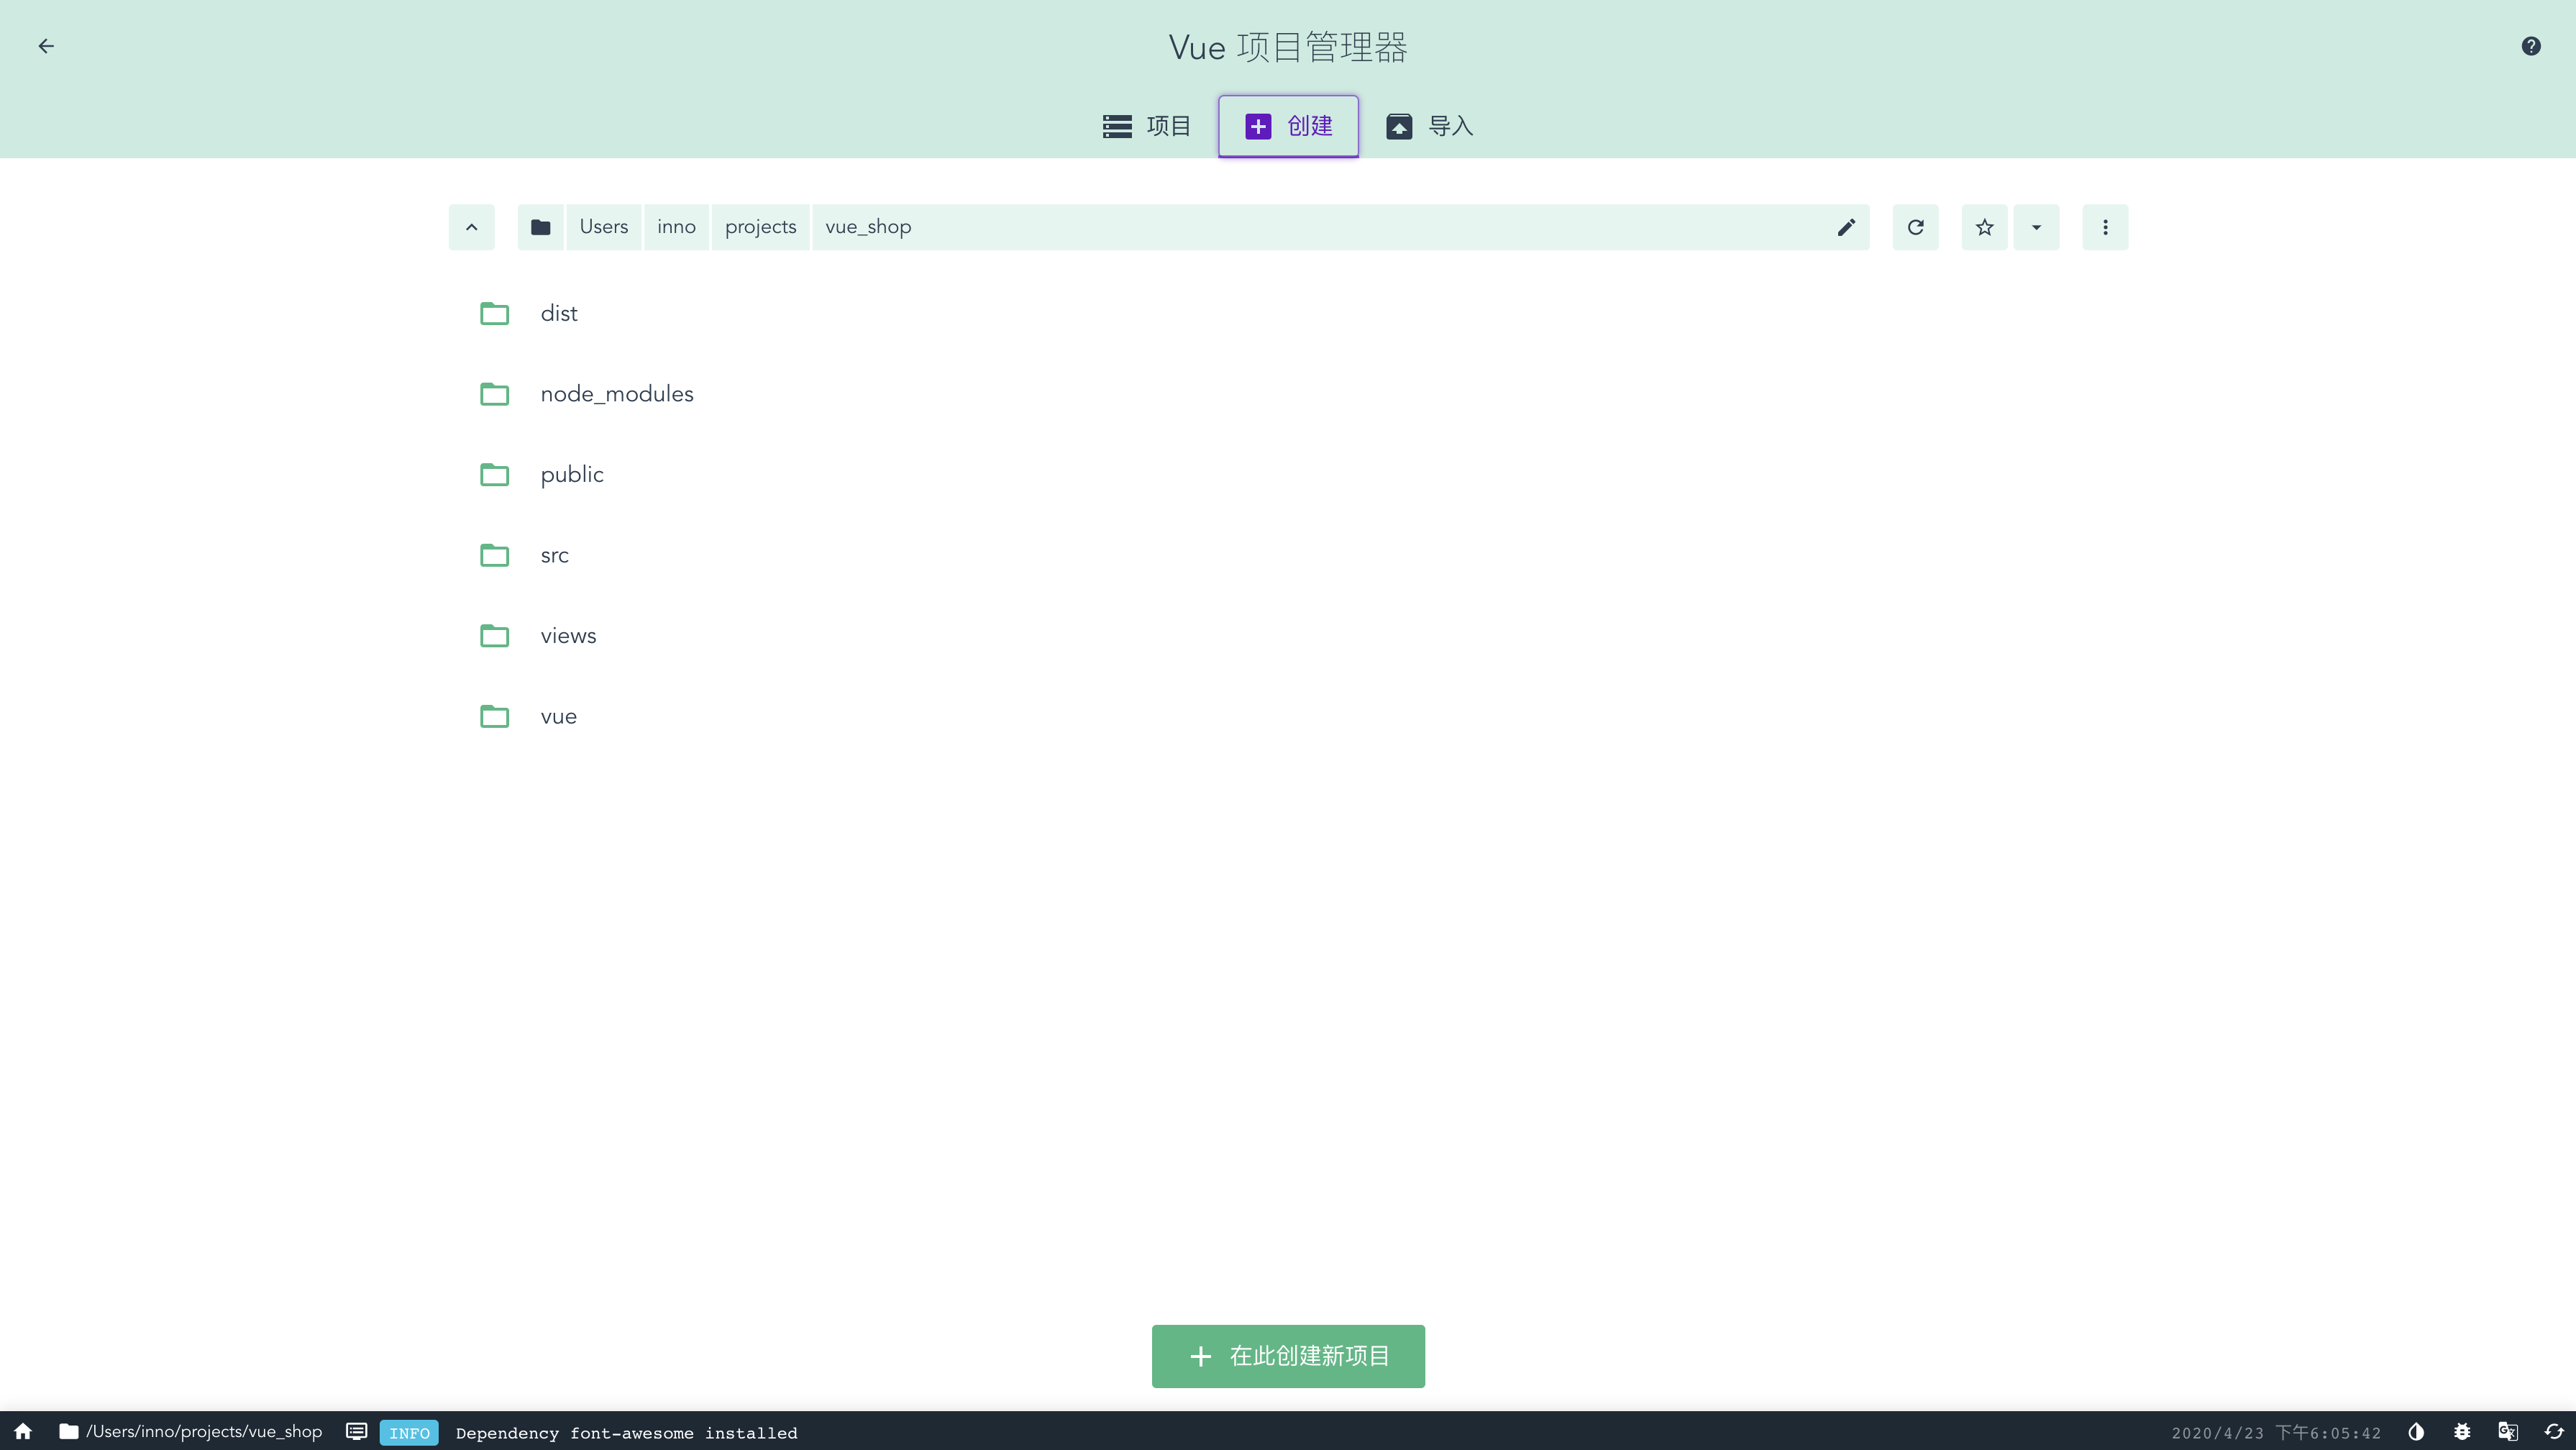 Vue 项目管理器
项目 创建 导入
Users inno projects vue_shop
dist
node_modules
public
src
views
vue
在此创建新项目
/Users/inno/projects/vue_shop INFO Dependency font-awesome installed 2020/4/23 下午6:05:42